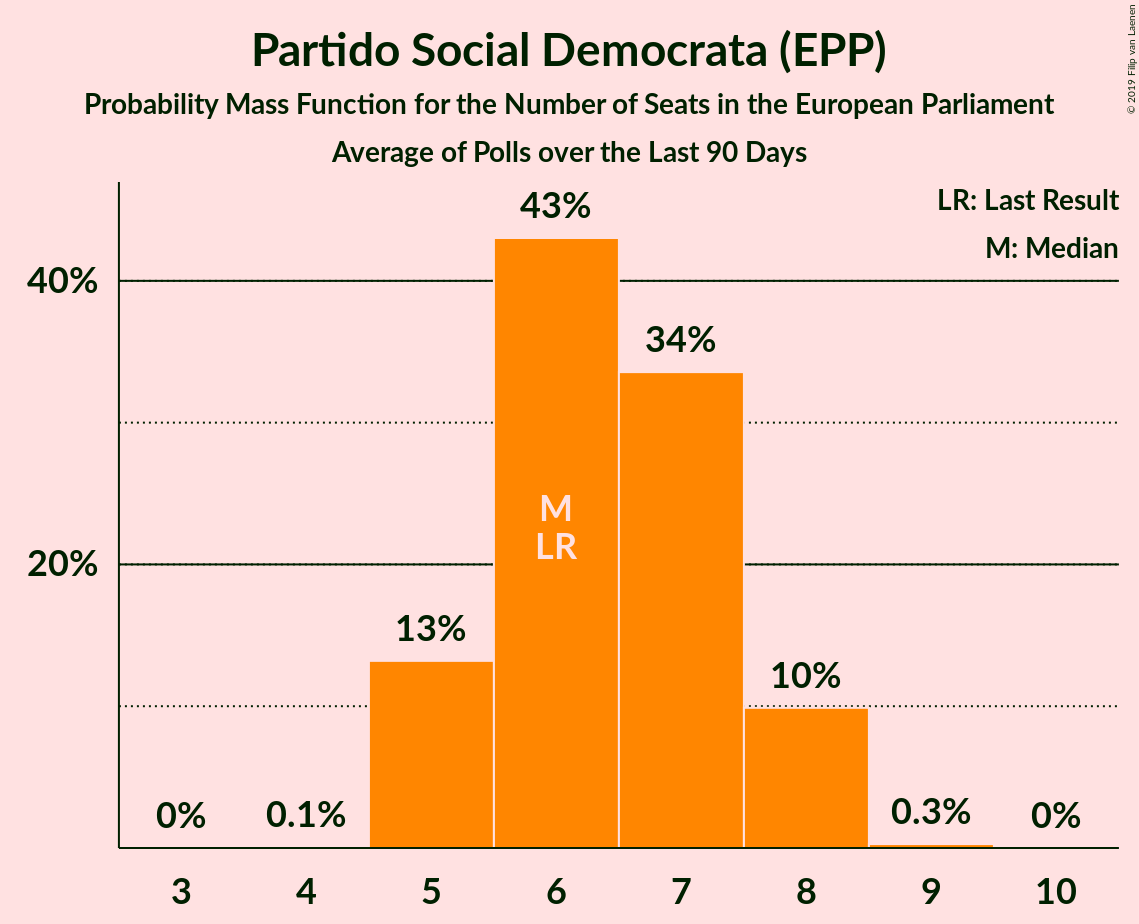 Partido Social Democrata (EPP)
Probability Mass Function for the Number of Seats in the European Parliament
Average of Polls over the Last 90 Days
© 2019 Filip van Laenen
LR: Last Result
M: Median
43%
40%
34%
M
LR
20%
13%
10%
0%
0.1%
0.3%
0%
3 4 5 6 7 8 9 10